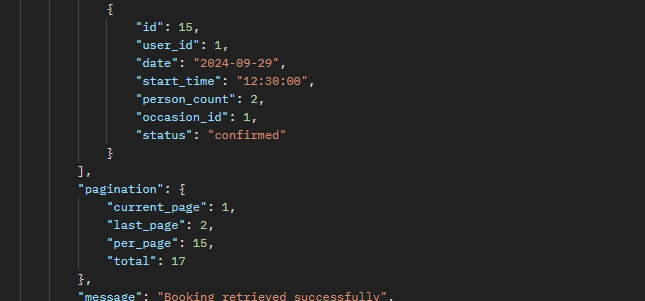 {
"id": 15,
"user_id": 1,
"date": "2024-09-29",
"start_time": "12:30:00",
"person_count": 2,
"occasion_id": 1,
"status": "confirmed"
}
],
"pagination": {
"current_page": 1,
"last_page": 2,
"per_page": 15,
"total": 17
},
"message": "Booking retrieved successfully",